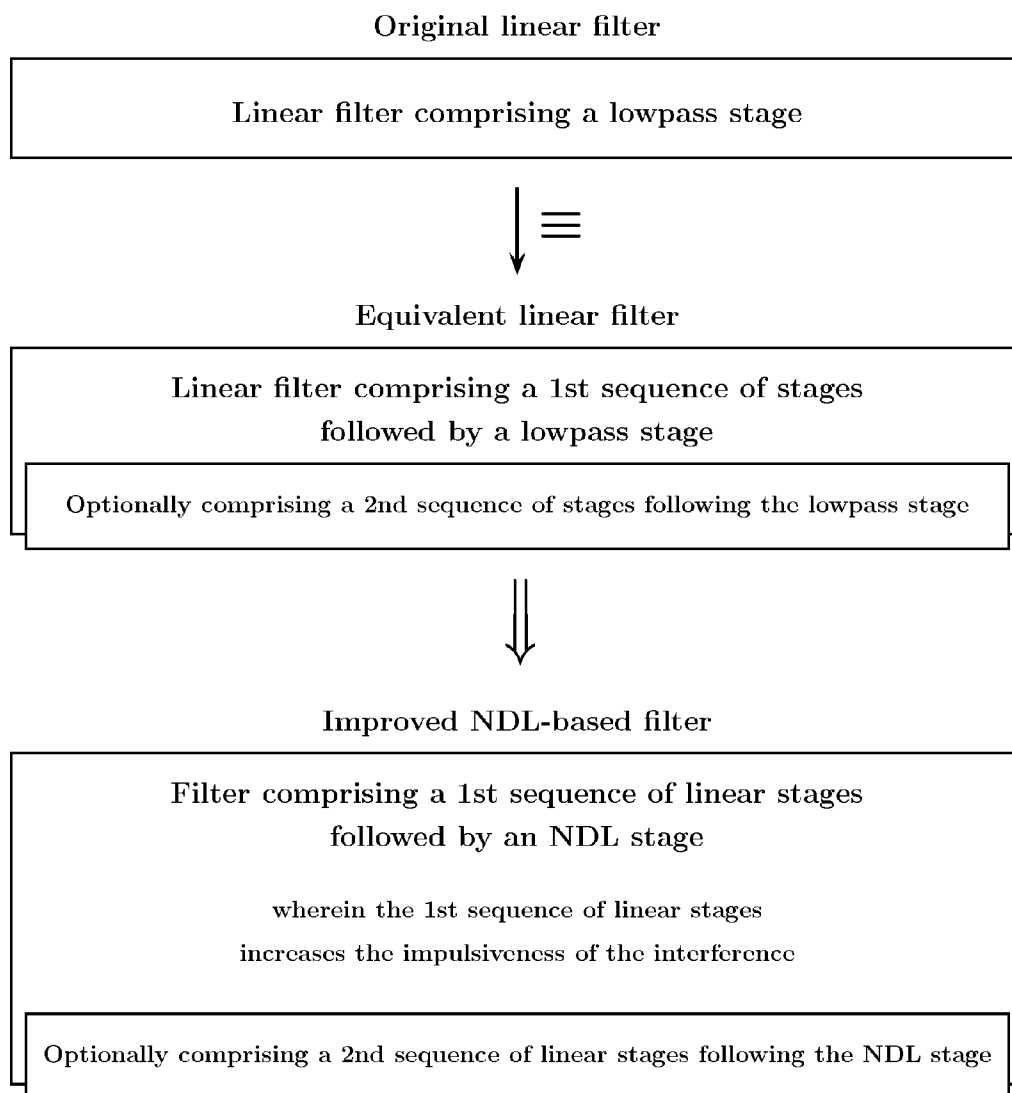 Original linear filter
Linear filter comprising a lowpass stage
≡
Equivalent linear filter
Linear filter comprising a 1st sequence of stages
followed by a lowpass stage
Optionally comprising a 2nd sequence of stages following the lowpass stage
Improved NDL-based filter
Filter comprising a 1st sequence of linear stages
followed by an NDL stage
wherein the 1st sequence of linear stages
increases the impulsiveness of the interference
Optionally comprising a 2nd sequence of linear stages following the NDL stage